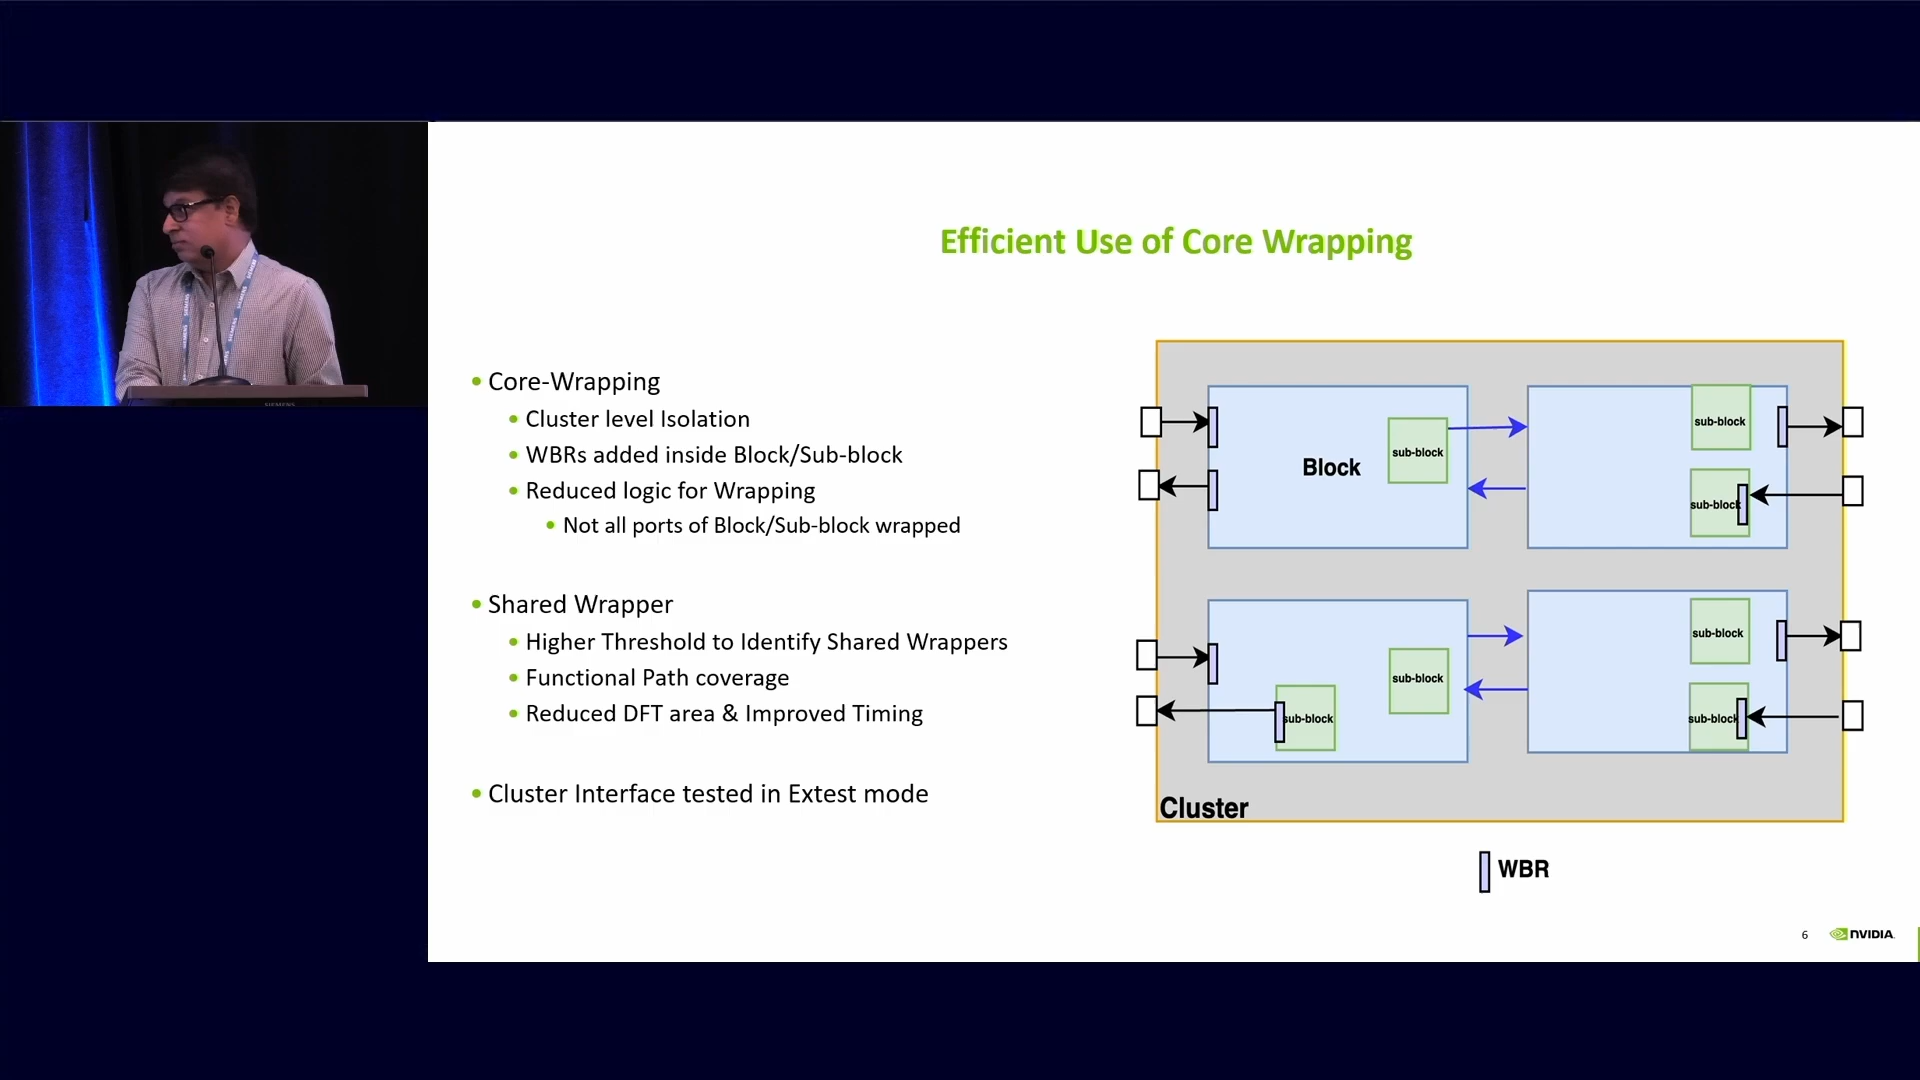 Efficient Use of Core Wrapping
Core-Wrapping
Cluster level Isolation
WBRs added inside Block/Sub-block
Reduced logic for Wrapping
Not all ports of Block/Sub-block wrapped
Shared Wrapper
Higher Threshold to Identify Shared Wrappers
Functional Path coverage
Reduced DFT area & Improved Timing
Cluster Interface tested in Extest mode
Block
sub-block
sub-block
sub-block
sub-block
sub-block
sub-block
sub-block
Cluster
WBR
6
NVIDIA
SIEMENS
SIEMENS
SIEMENS